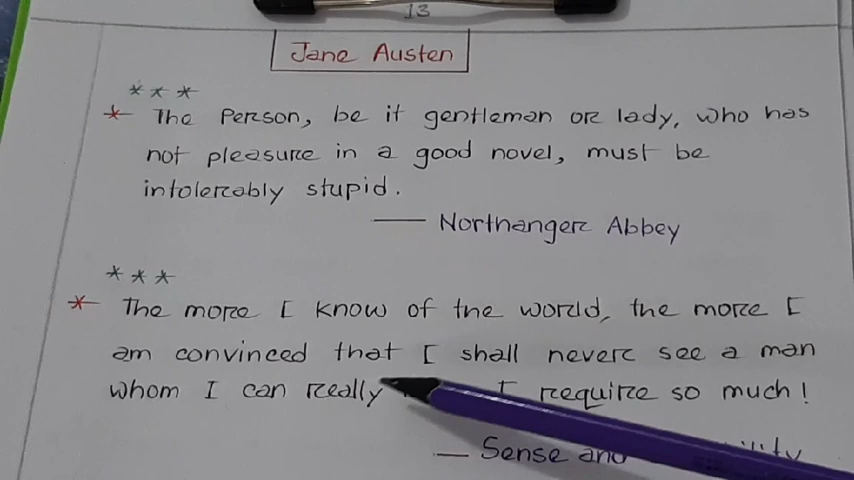 13
Jane Austen
* * *
* The Person, be it gentleman or lady, who has
not pleasure in a good novel, must be
intolerably stupid.
— Northanger Abbey
* * *
* The more I know of the world, the more I
am convinced that I shall never see a man
whom I can really I require so much!
— Sense and